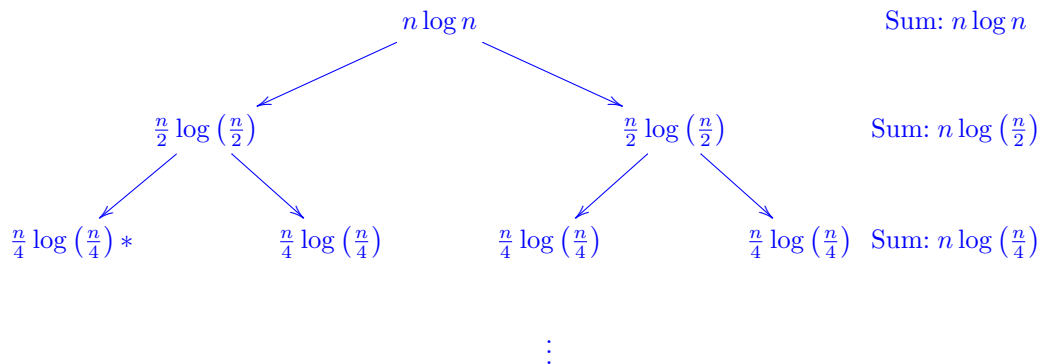 n log n Sum: n log n
n/2 log (n/2) n/2 log (n/2) Sum: n log (n/2)
n/4 log (n/4) * n/4 log (n/4) n/4 log (n/4) n/4 log (n/4) Sum: n log (n/4)
⋮